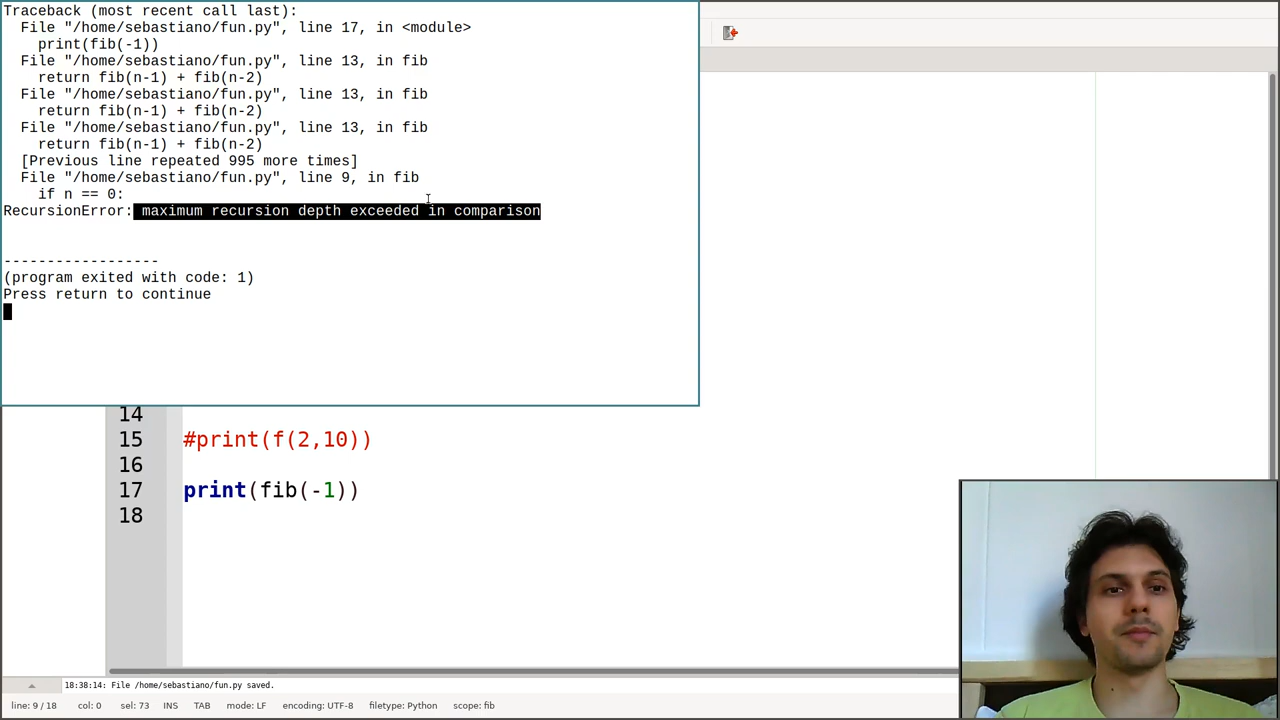 Traceback (most recent call last):
  File "/home/sebastiano/fun.py", line 17, in <module>
    print(fib(-1))
  File "/home/sebastiano/fun.py", line 13, in fib
    return fib(n-1) + fib(n-2)
  File "/home/sebastiano/fun.py", line 13, in fib
    return fib(n-1) + fib(n-2)
  File "/home/sebastiano/fun.py", line 13, in fib
    return fib(n-1) + fib(n-2)
  [Previous line repeated 995 more times]
  File "/home/sebastiano/fun.py", line 9, in fib
    if n == 0:
RecursionError: maximum recursion depth exceeded in comparison
------------------
(program exited with code: 1)
Press return to continue
14
15 #print(f(2,10))
16
17 print(fib(-1))
18
18:38:14: File /home/sebastiano/fun.py saved.
line: 9 / 18 col: 0 sel: 73 INS TAB mode: LF encoding: UTF-8 filetype: Python scope: fib